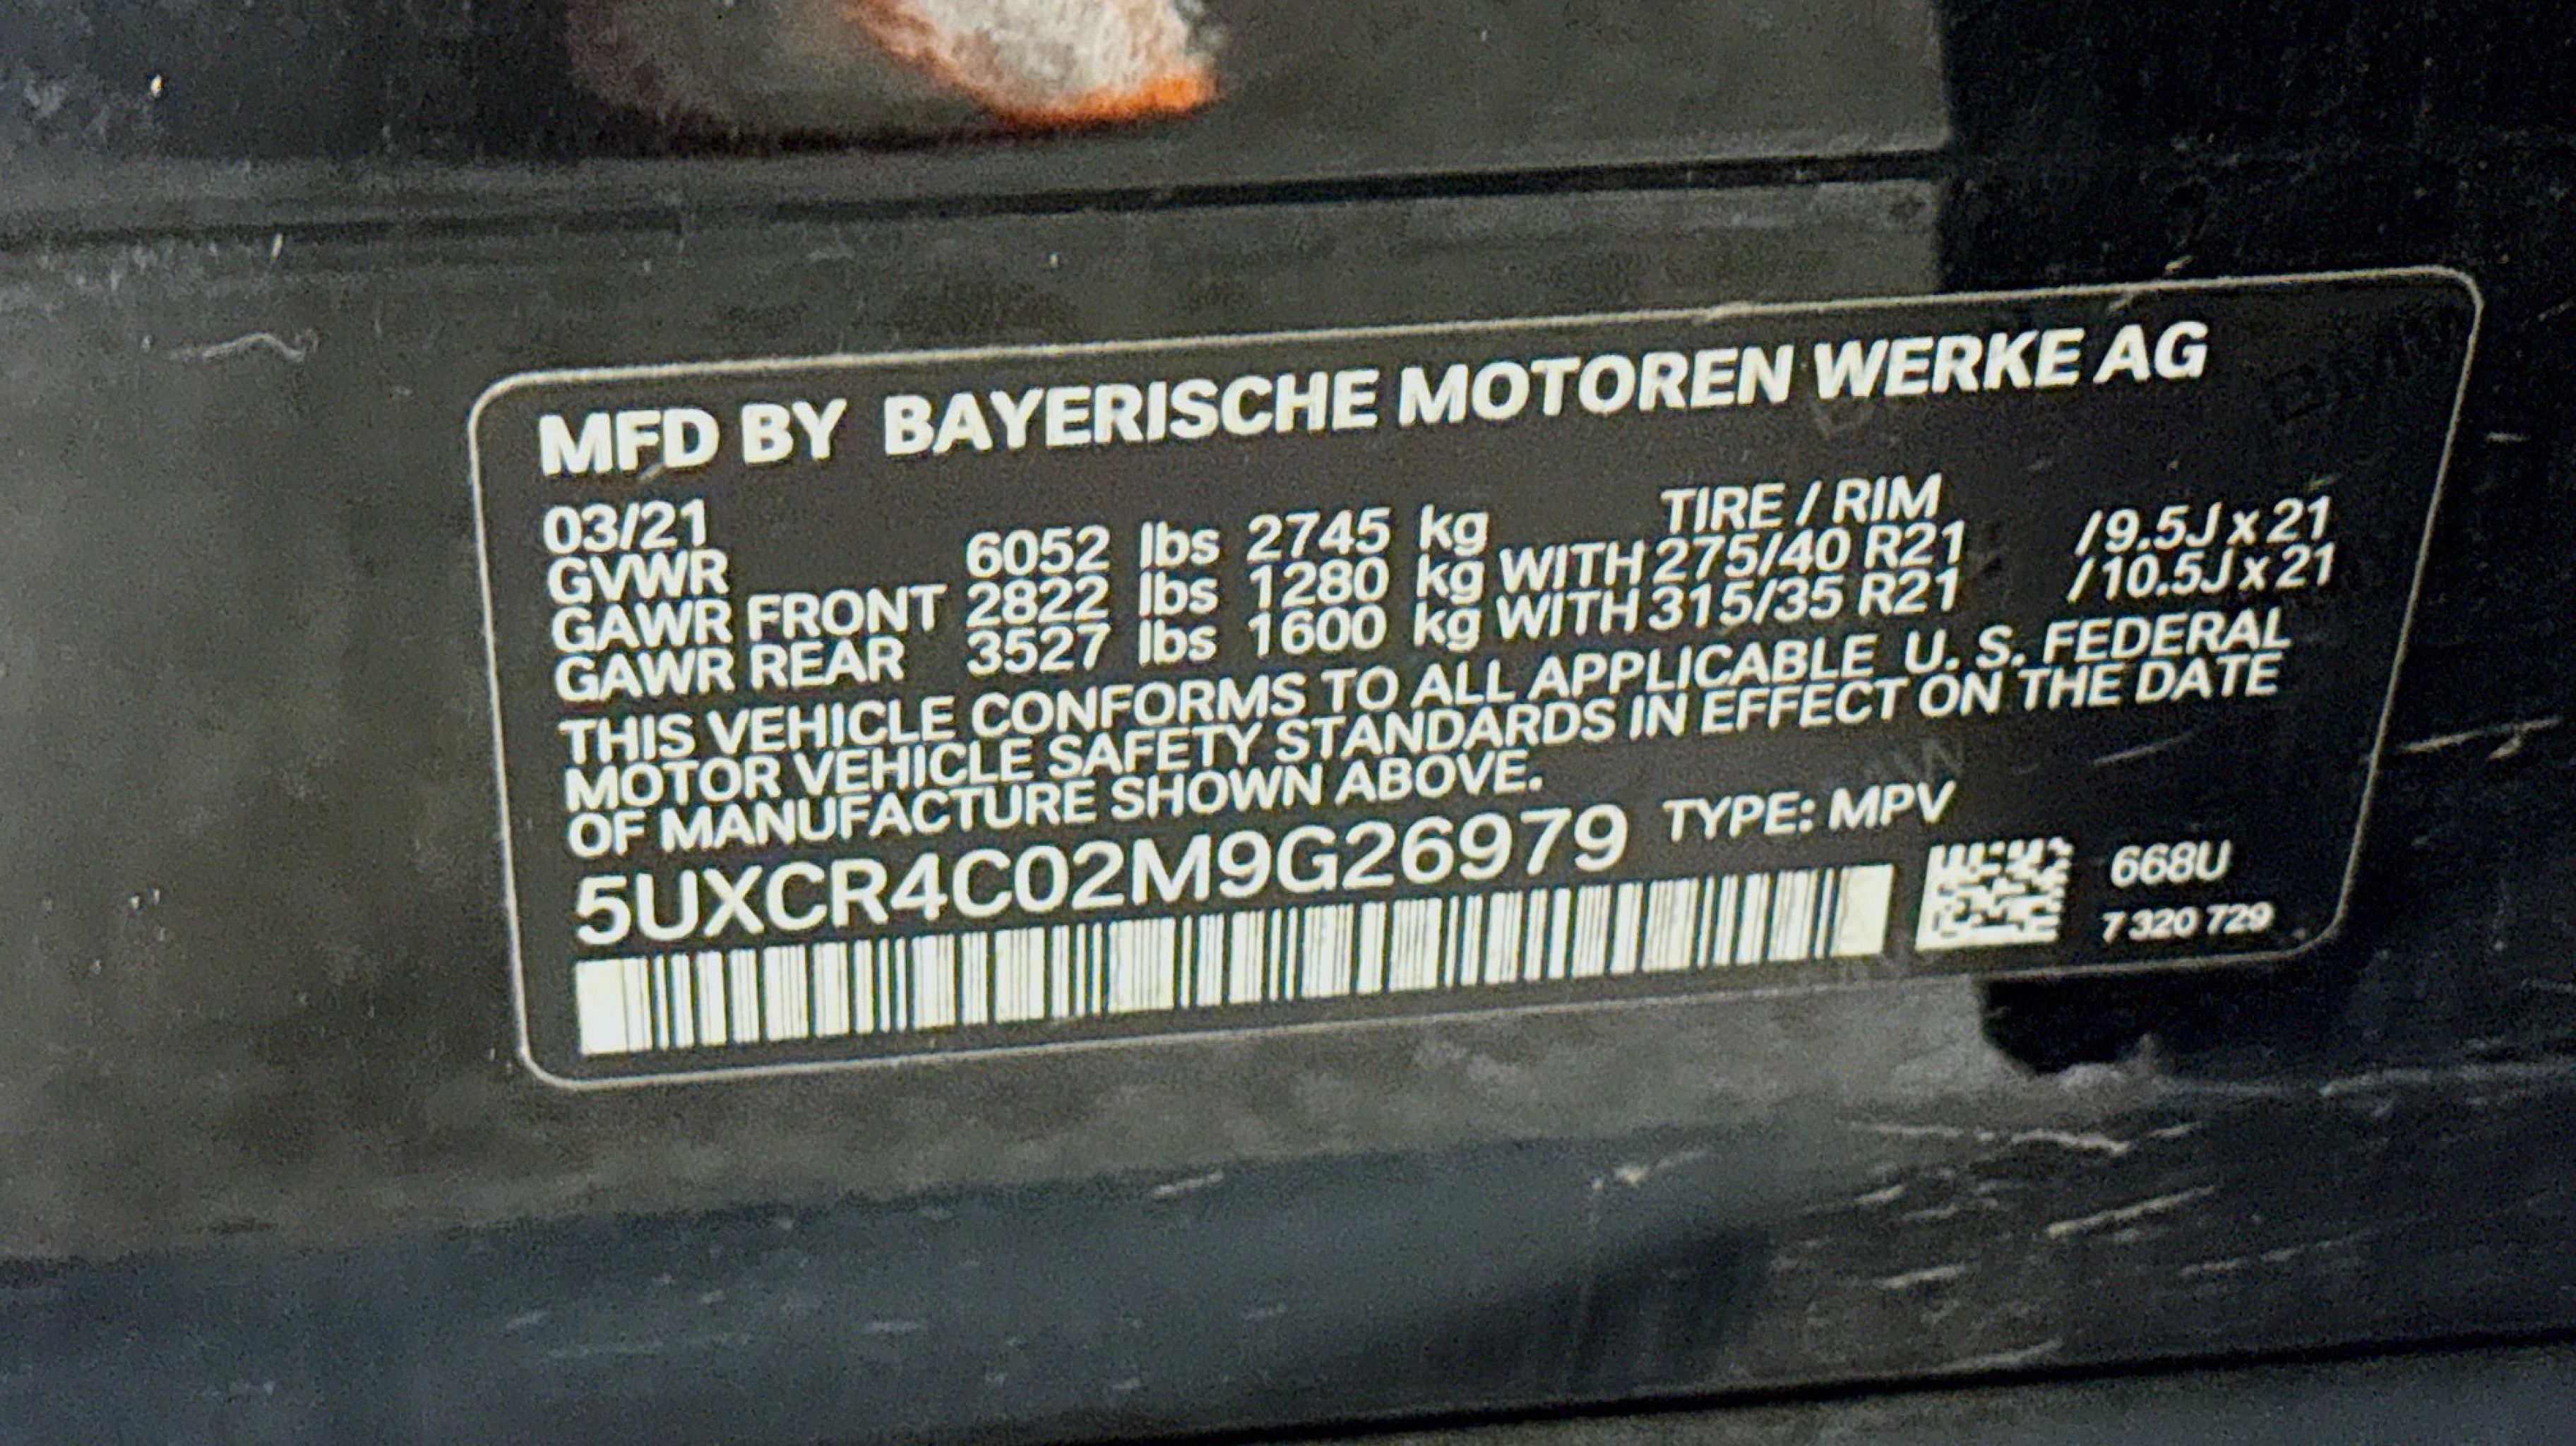 MFD BY BAYERISCHE MOTOREN WERKE AG
03/21 TIRE / RIM
GVWR 6052 lbs 2745 kg
GAWR FRONT 2822 lbs 1280 kg WITH 275/40 R21 /9.5J x 21
GAWR REAR 3527 lbs 1600 kg WITH 315/35 R21 /10.5J x 21
THIS VEHICLE CONFORMS TO ALL APPLICABLE U. S. FEDERAL
MOTOR VEHICLE SAFETY STANDARDS IN EFFECT ON THE DATE
OF MANUFACTURE SHOWN ABOVE.
5UXCR4C02M9G26979 TYPE: MPV
668U
7 320 729